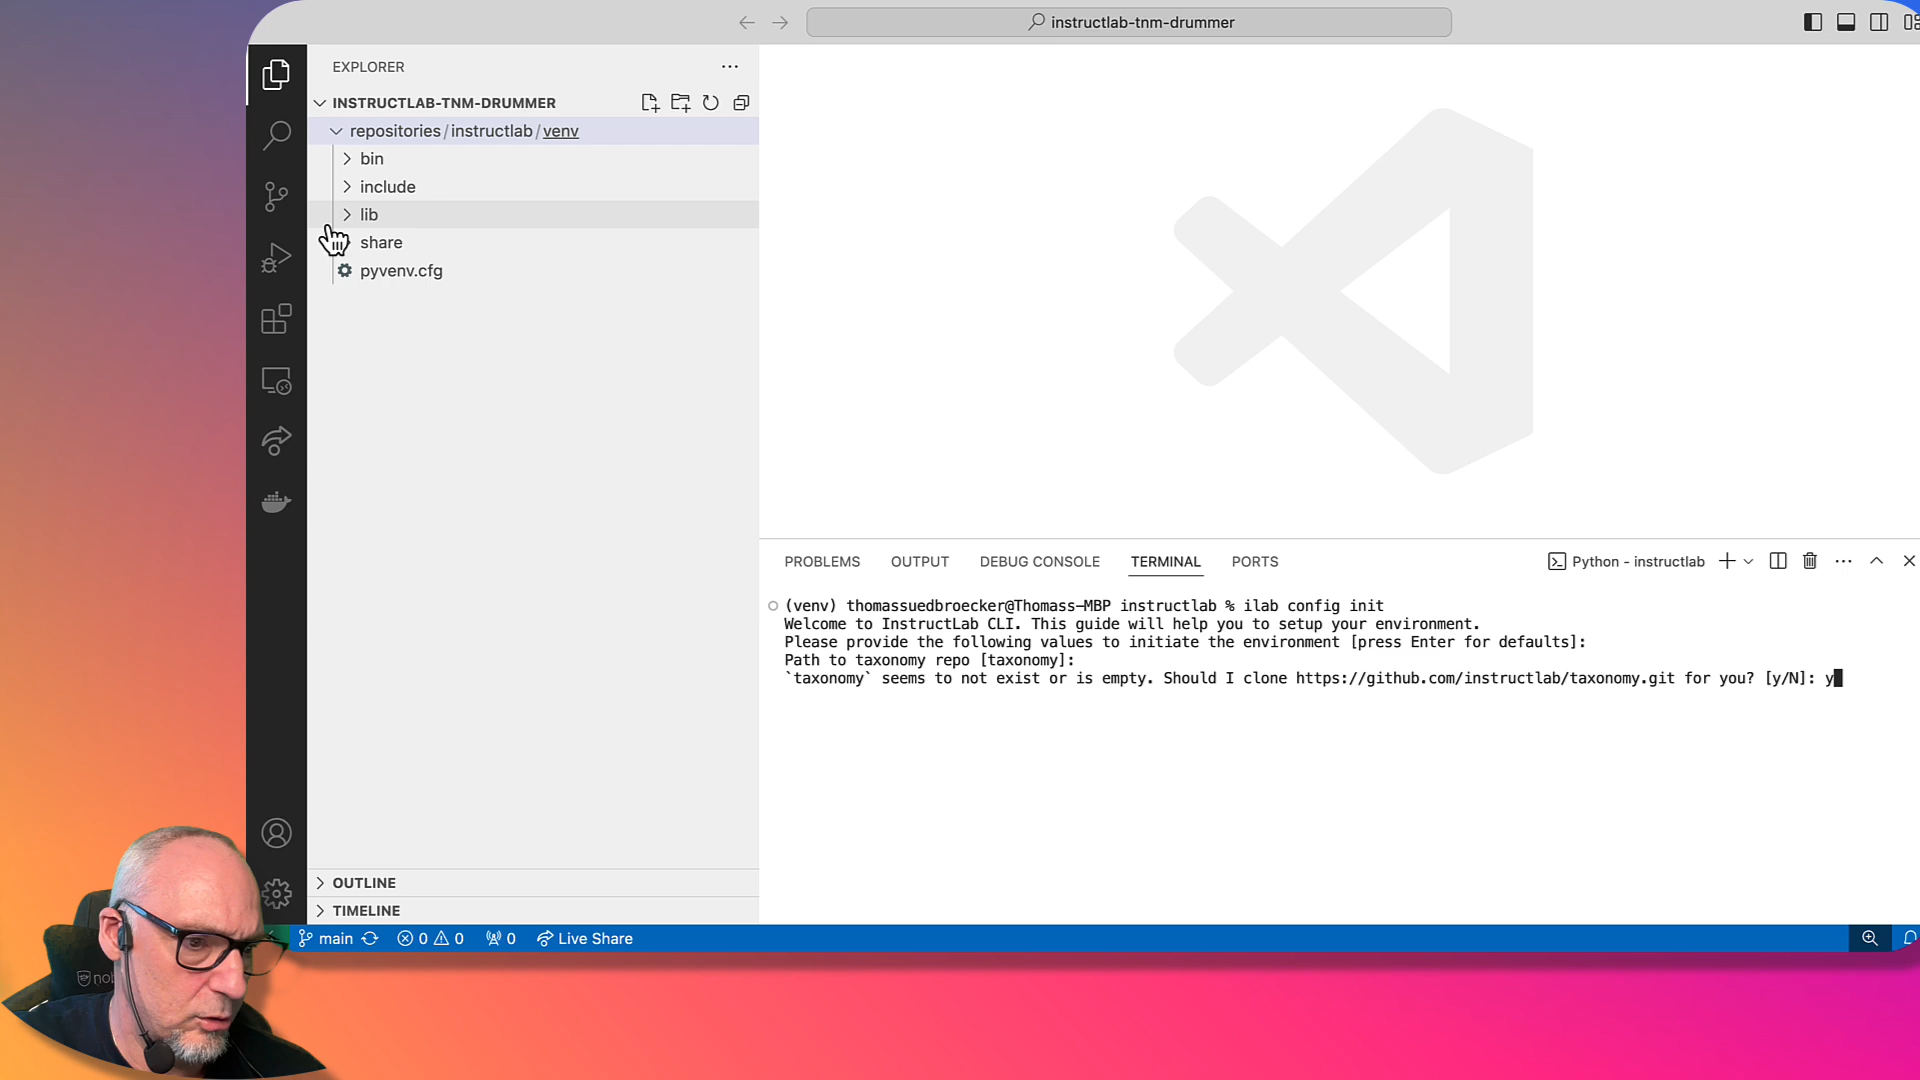 instructlab-tnm-drummer
EXPLORER
INSTRUCTLAB-TNM-DRUMMER
repositories/instructlab/venv
bin
include
lib
share
pyvenv.cfg
OUTLINE
TIMELINE
PROBLEMS OUTPUT DEBUG CONSOLE TERMINAL PORTS Python - instructlab
(venv) thomassuedbroecker@Thomass-MBP instructlab % ilab config init
Welcome to InstructLab CLI. This guide will help you to setup your environment.
Please provide the following values to initiate the environment [press Enter for defaults]:
Path to taxonomy repo [taxonomy]:
`taxonomy` seems to not exist or is empty. Should I clone https://github.com/instructlab/taxonomy.git for you? [y/N]: y
main 0 0 0 Live Share